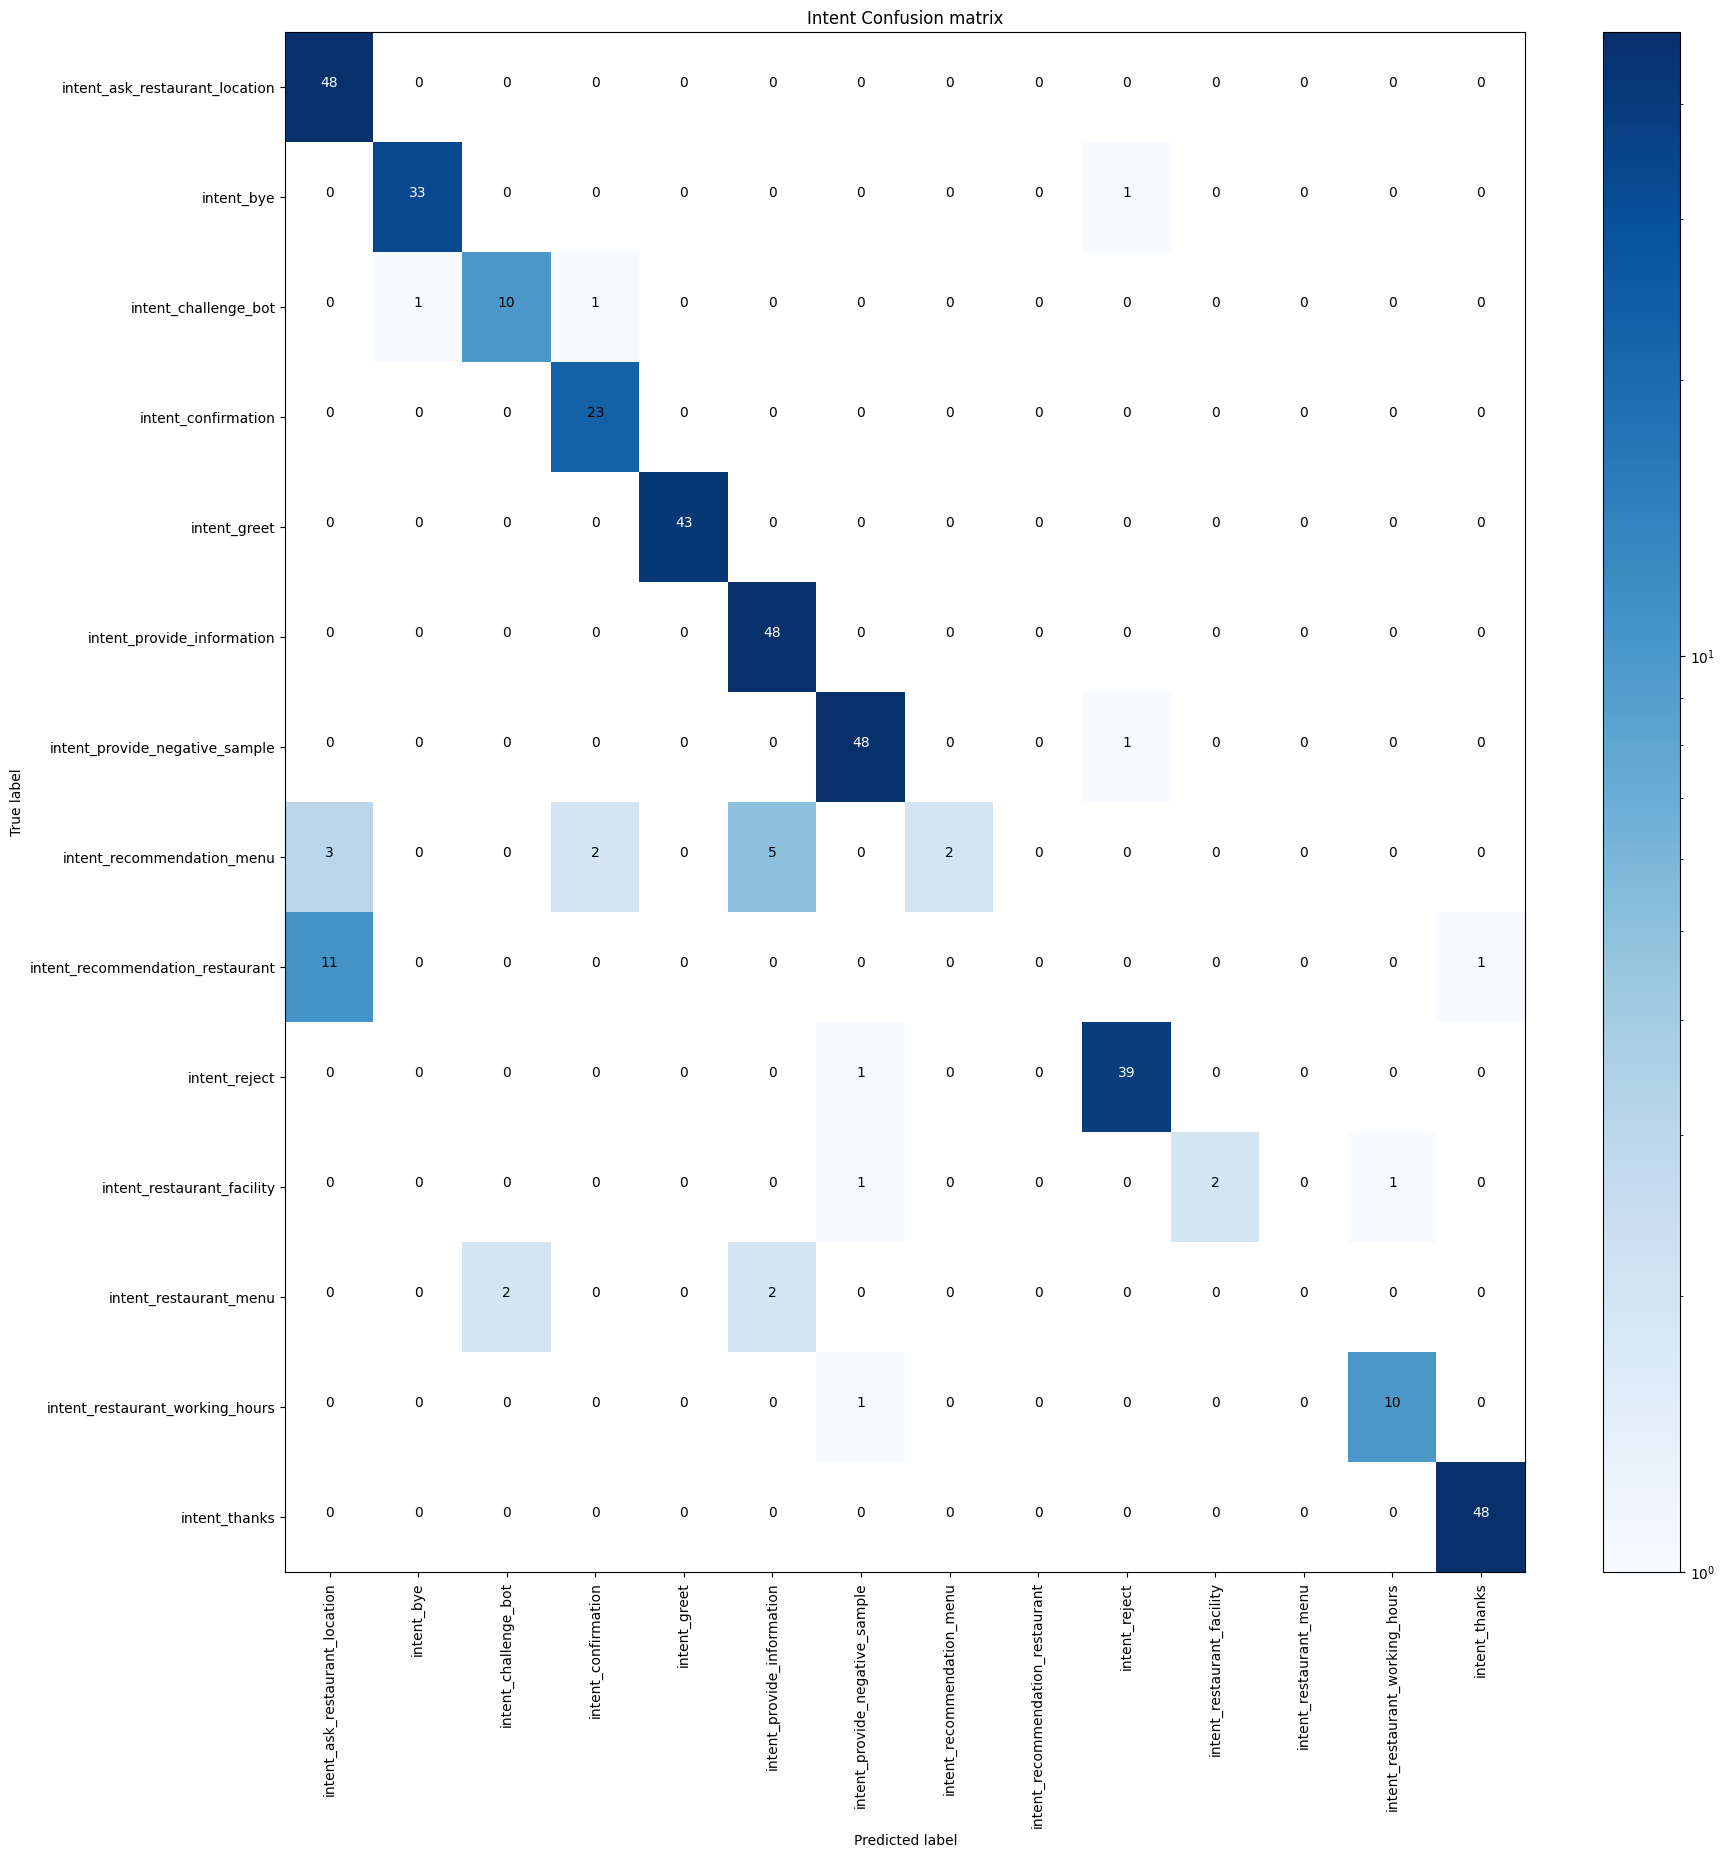 Intent Confusion matrix
True label
intent_ask_restaurant_location 48 0 0 0 0 0 0 0 0 0 0 0 0 0
intent_bye 0 33 0 0 0 0 0 0 0 1 0 0 0 0
intent_challenge_bot 0 1 10 1 0 0 0 0 0 0 0 0 0 0
intent_confirmation 0 0 0 23 0 0 0 0 0 0 0 0 0 0
intent_greet 0 0 0 0 43 0 0 0 0 0 0 0 0 0
intent_provide_information 0 0 0 0 0 48 0 0 0 0 0 0 0 0
intent_provide_negative_sample 0 0 0 0 0 0 48 0 0 1 0 0 0 0
intent_recommendation_menu 3 0 0 2 0 5 0 2 0 0 0 0 0 0
intent_recommendation_restaurant 11 0 0 0 0 0 0 0 0 0 0 0 0 1
intent_reject 0 0 0 0 0 0 1 0 0 39 0 0 0 0
intent_restaurant_facility 0 0 0 0 0 0 1 0 0 0 2 0 1 0
intent_restaurant_menu 0 0 2 0 0 2 0 0 0 0 0 0 0 0
intent_restaurant_working_hours 0 0 0 0 0 0 1 0 0 0 0 0 10 0
intent_thanks 0 0 0 0 0 0 0 0 0 0 0 0 0 48
intent_ask_restaurant_location
intent_bye
intent_challenge_bot
intent_confirmation
intent_greet
intent_provide_information
intent_provide_negative_sample
intent_recommendation_menu
intent_recommendation_restaurant
intent_reject
intent_restaurant_facility
intent_restaurant_menu
intent_restaurant_working_hours
intent_thanks
Predicted label
10¹
10⁰